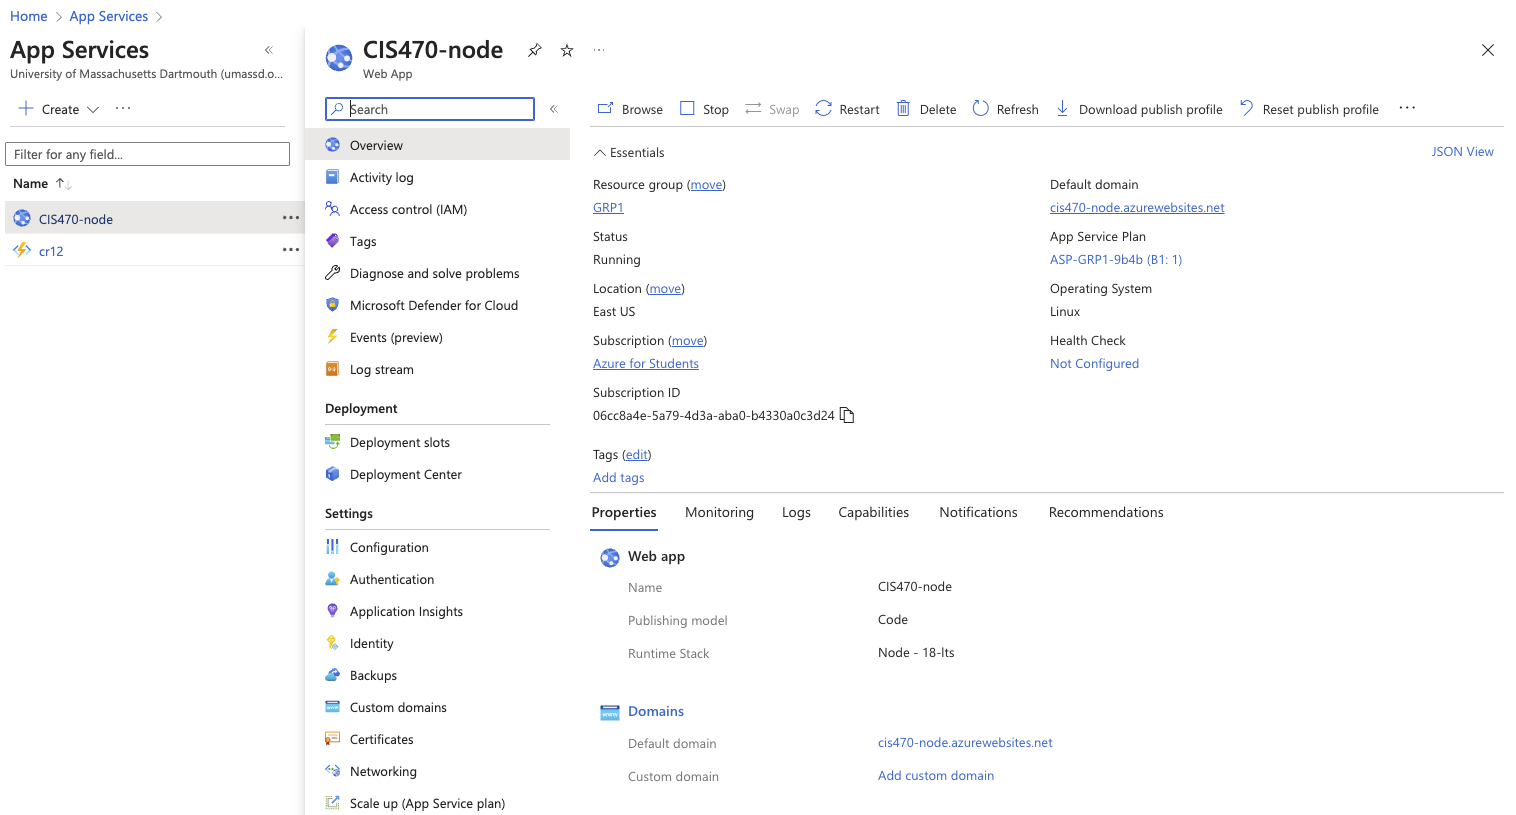 Home > App Services >
App Services «
University of Massachusetts Dartmouth (umassd.o...
+ Create ...
Filter for any field...
Name ↑↓
CIS470-node ...
cr12 ...
CIS470-node ...
Web App
Search «
Overview
Activity log
Access control (IAM)
Tags
Diagnose and solve problems
Microsoft Defender for Cloud
Events (preview)
Log stream
Deployment
Deployment slots
Deployment Center
Settings
Configuration
Authentication
Application Insights
Identity
Backups
Custom domains
Certificates
Networking
Scale up (App Service plan)
Browse Stop Swap Restart Delete Refresh Download publish profile Reset publish profile ...
Essentials
JSON View
Resource group (move)
GRP1
Status
Running
Location (move)
East US
Subscription (move)
Azure for Students
Subscription ID
06cc8a4e-5a79-4d3a-aba0-b4330a0c3d24
Tags (edit)
Add tags
Default domain
cis470-node.azurewebsites.net
App Service Plan
ASP-GRP1-9b4b (B1: 1)
Operating System
Linux
Health Check
Not Configured
Properties Monitoring Logs Capabilities Notifications Recommendations
Web app
Name CIS470-node
Publishing model Code
Runtime Stack Node - 18-lts
Domains
Default domain cis470-node.azurewebsites.net
Custom domain Add custom domain